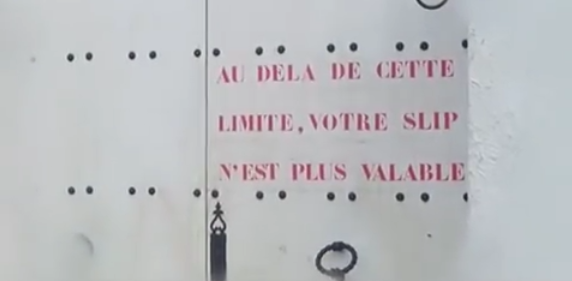 AU DELA DE CETTE
LIMITE, VOTRE SLIP
N'EST PLUS VALABLE